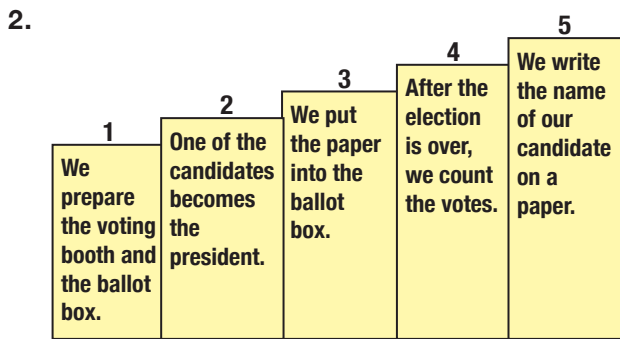 2.
1
We
prepare
the voting
booth and
the ballot
box.
2
One of the
candidates
becomes
the
president.
3
We put
the paper
into the
ballot
box.
4
After the
election
is over,
we count
the votes.
5
We write
the name
of our
candidate
on a
paper.